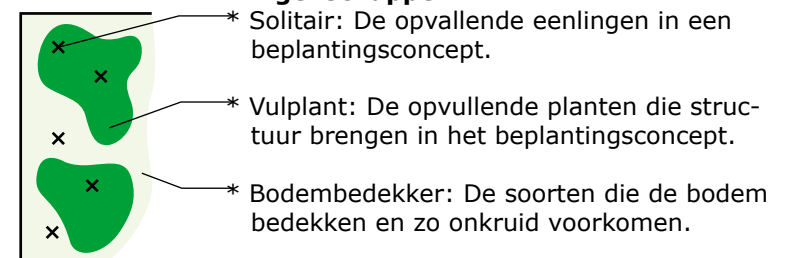 * Solitair: De opvallende eenlingen in een
beplantingsconcept.
* Vulplant: De opvullende planten die struc-
tuur brengen in het beplantingsconcept.
* Bodembedekker: De soorten die de bodem
bedekken en zo onkruid voorkomen.